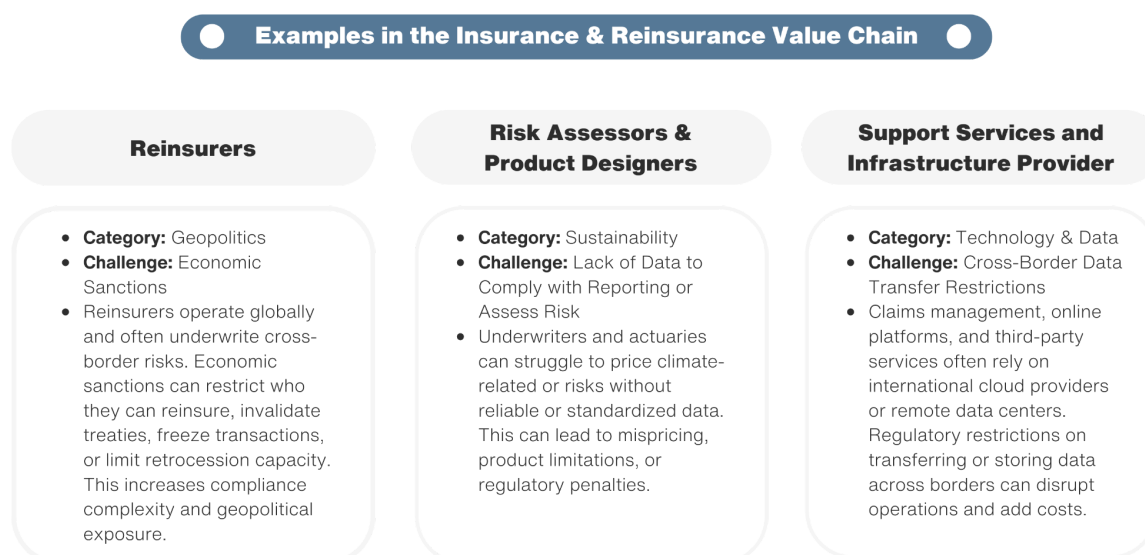 Examples in the Insurance & Reinsurance Value Chain
Reinsurers
• Category: Geopolitics
• Challenge: Economic
Sanctions
• Reinsurers operate globally
and often underwrite cross-
border risks. Economic
sanctions can restrict who
they can reinsure, invalidate
treaties, freeze transactions,
or limit retrocession capacity.
This increases compliance
complexity and geopolitical
exposure.
Risk Assessors &
Product Designers
• Category: Sustainability
• Challenge: Lack of Data to
Comply with Reporting or
Assess Risk
• Underwriters and actuaries
can struggle to price climate-
related or risks without
reliable or standardized data.
This can lead to mispricing,
product limitations, or
regulatory penalties.
Support Services and
Infrastructure Provider
• Category: Technology & Data
• Challenge: Cross-Border Data
Transfer Restrictions
• Claims management, online
platforms, and third-party
services often rely on
international cloud providers
or remote data centers.
Regulatory restrictions on
transferring or storing data
across borders can disrupt
operations and add costs.